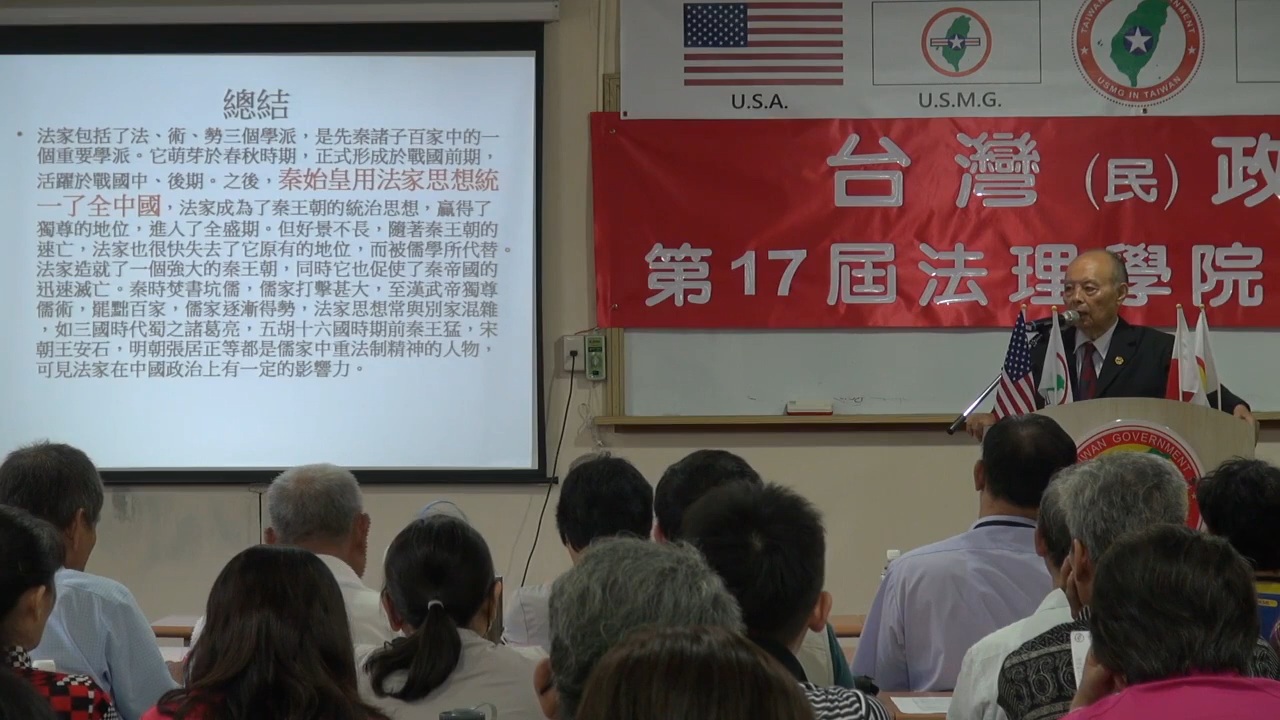 總結
• 法家包括了法、術、勢三個學派，是先秦諸子百家中的一
個重要學派。它萌芽於春秋時期，正式形成於戰國前期，
活躍於戰國中、後期。之後，秦始皇用法家思想統
一了全中國，法家成為了秦王朝的統治思想，贏得了
獨尊的地位，進入了全盛期。但好景不長，隨著秦王朝的
速亡，法家也很快失去了它原有的地位，而被儒學所代替。
法家造就了一個強大的秦王朝，同時它也促使了秦帝國的
迅速滅亡。秦時焚書坑儒，儒家打擊甚大，至漢武帝獨尊
儒術，罷黜百家，儒家逐漸得勢，法家思想常與別家混雜
，如三國時代蜀之諸葛亮，五胡十六國時期前秦王猛，宋
朝王安石，明朝張居正等都是儒家中重法制精神的人物，
可見法家在中國政治上有一定的影響力。
U.S.A.
U.S.M.G.
TAIWAN GOVERNMENT
USMG IN TAIWAN
台灣(民)政
第17屆法理學院
TAIWAN GOVERNMENT